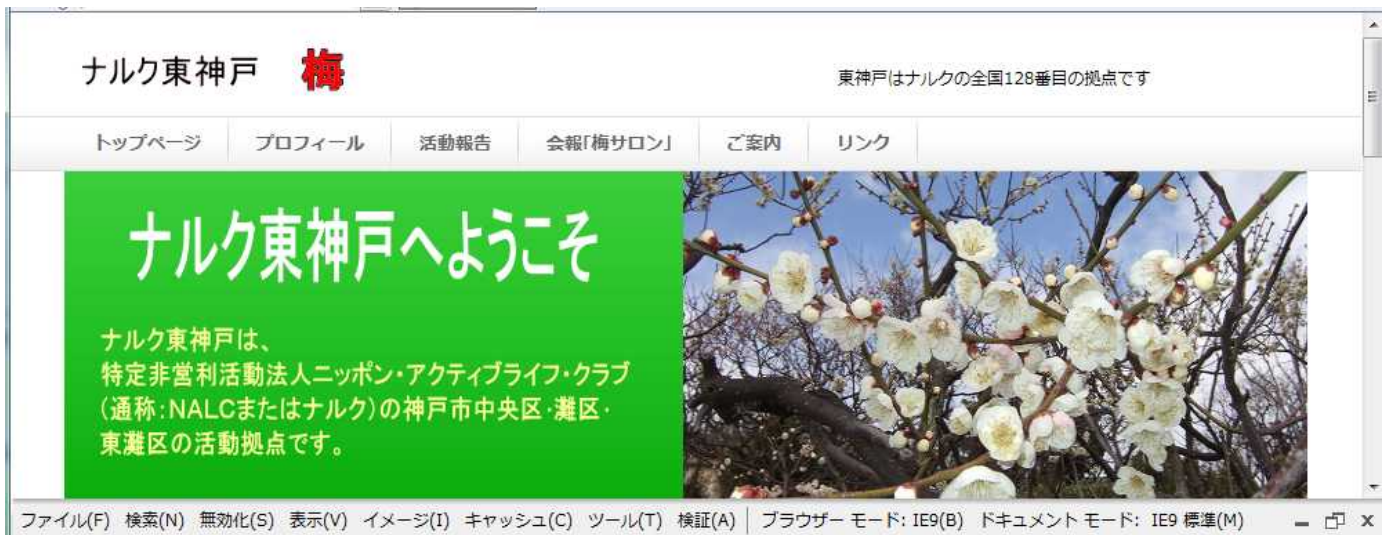 ナルク東神戸 梅
東神戸はナルクの全国128番目の拠点です
トップページ プロフィール 活動報告 会報「梅サロン」 ご案内 リンク
ナルク東神戸へようこそ
ナルク東神戸は、
特定非営利活動法人ニッポン・アクティブライフ・クラブ
(通称:NALCまたはナルク)の神戸市中央区・灘区・
東灘区の活動拠点です。
ファイル(F) 検索(N) 無効化(S) 表示(V) イメージ(I) キャッシュ(C) ツール(T) 検証(A) ブラウザー モード: IE9(B) ドキュメント モード: IE9 標準(M)